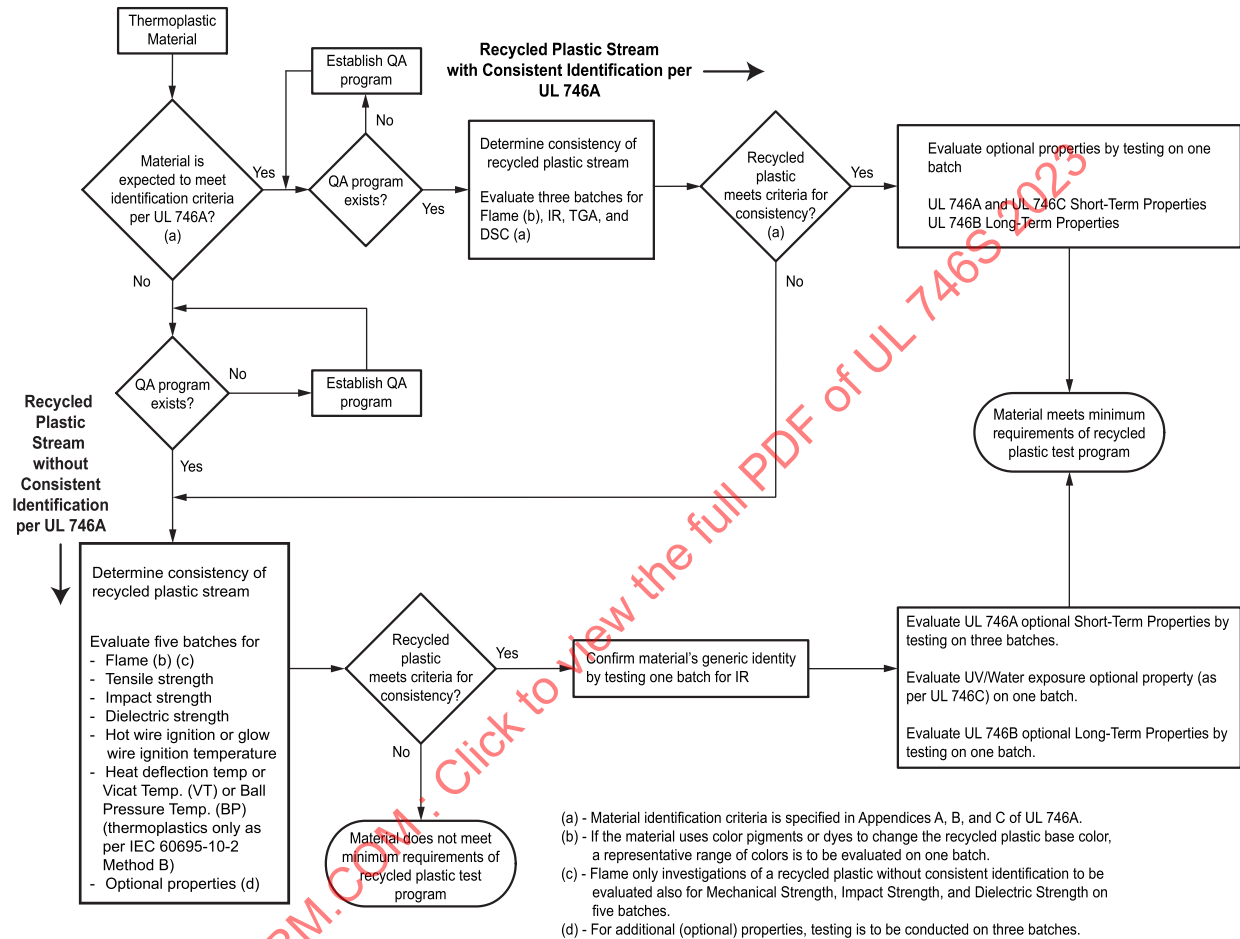 Thermoplastic
Material
Establish QA
program
Recycled Plastic Stream
with Consistent Identification per
UL 746A
No
Material is
expected to meet
identification criteria
per UL 746A?
(a)
Yes
QA program
exists?
Yes
Determine consistency of
recycled plastic stream
Evaluate three batches for
Flame (b), IR, TGA, and
DSC (a)
Recycled
plastic
meets criteria for
consistency?
(a)
Yes
Evaluate optional properties by testing on one
batch
UL 746A and UL 746C Short-Term Properties
UL 746B Long-Term Properties
No
No
QA program
exists?
No
Establish QA
program
Yes
Recycled
Plastic
Stream
without
Consistent
Identification
per UL 746A
Material meets minimum
requirements of recycled
plastic test program
Determine consistency of
recycled plastic stream
Evaluate five batches for
- Flame (b) (c)
- Tensile strength
- Impact strength
- Dielectric strength
- Hot wire ignition or glow
wire ignition temperature
- Heat deflection temp or
Vicat Temp. (VT) or Ball
Pressure Temp. (BP)
(thermoplastics only as
per IEC 60695-10-2
Method B)
- Optional properties (d)
Recycled
plastic
meets criteria for
consistency?
Yes
No
Confirm material's generic identity
by testing one batch for IR
Evaluate UL 746A optional Short-Term Properties by
testing on three batches.
Evaluate UV/Water exposure optional property (as
per UL 746C) on one batch.
Evaluate UL 746B optional Long-Term Properties by
testing on one batch.
Material does not meet
minimum requirements of
recycled plastic test
program
(a) - Material identification criteria is specified in Appendices A, B, and C of UL 746A.
(b) - If the material uses color pigments or dyes to change the recycled plastic base color,
a representative range of colors is to be evaluated on one batch.
(c) - Flame only investigations of a recycled plastic without consistent identification to be
evaluated also for Mechanical Strength, Impact Strength, and Dielectric Strength on
five batches.
(d) - For additional (optional) properties, testing is to be conducted on three batches.
RM.COM : Click to view the full PDF of UL 746S 2023